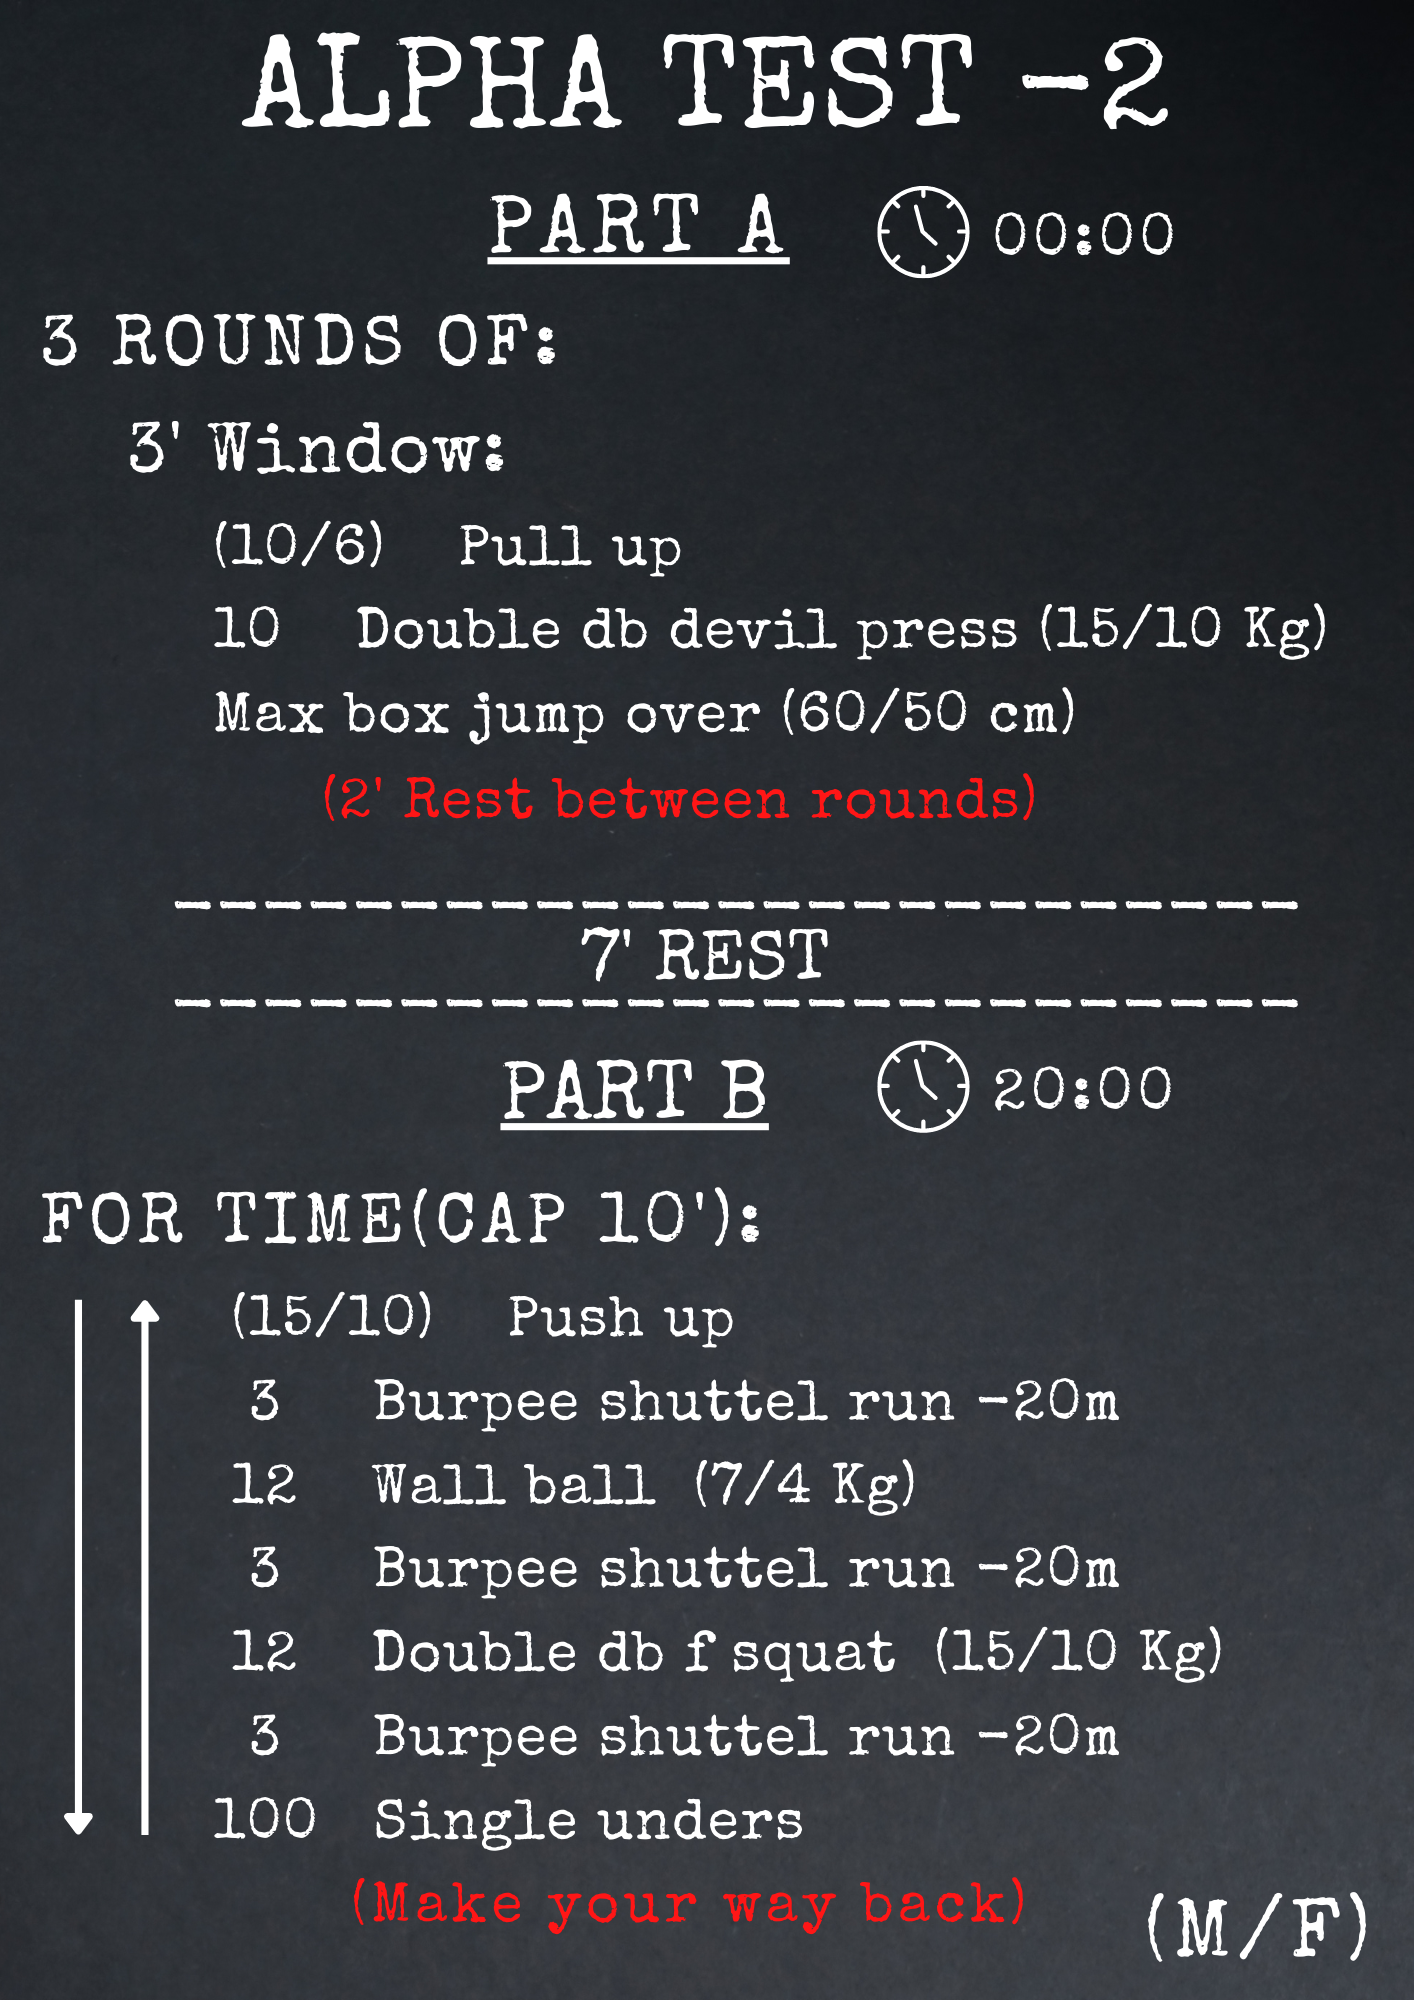 ALPHA TEST -2
PART A 00:00
3 ROUNDS OF:
3' Window:
(10/6) Pull up
10 Double db devil press (15/10 Kg)
Max box jump over (60/50 cm)
(2' Rest between rounds)
7' REST
PART B 20:00
FOR TIME(CAP 10'):
(15/10) Push up
3 Burpee shuttel run -20m
12 Wall ball (7/4 Kg)
3 Burpee shuttel run -20m
12 Double db f squat (15/10 Kg)
3 Burpee shuttel run -20m
100 Single unders
(Make your way back)
(M/F)